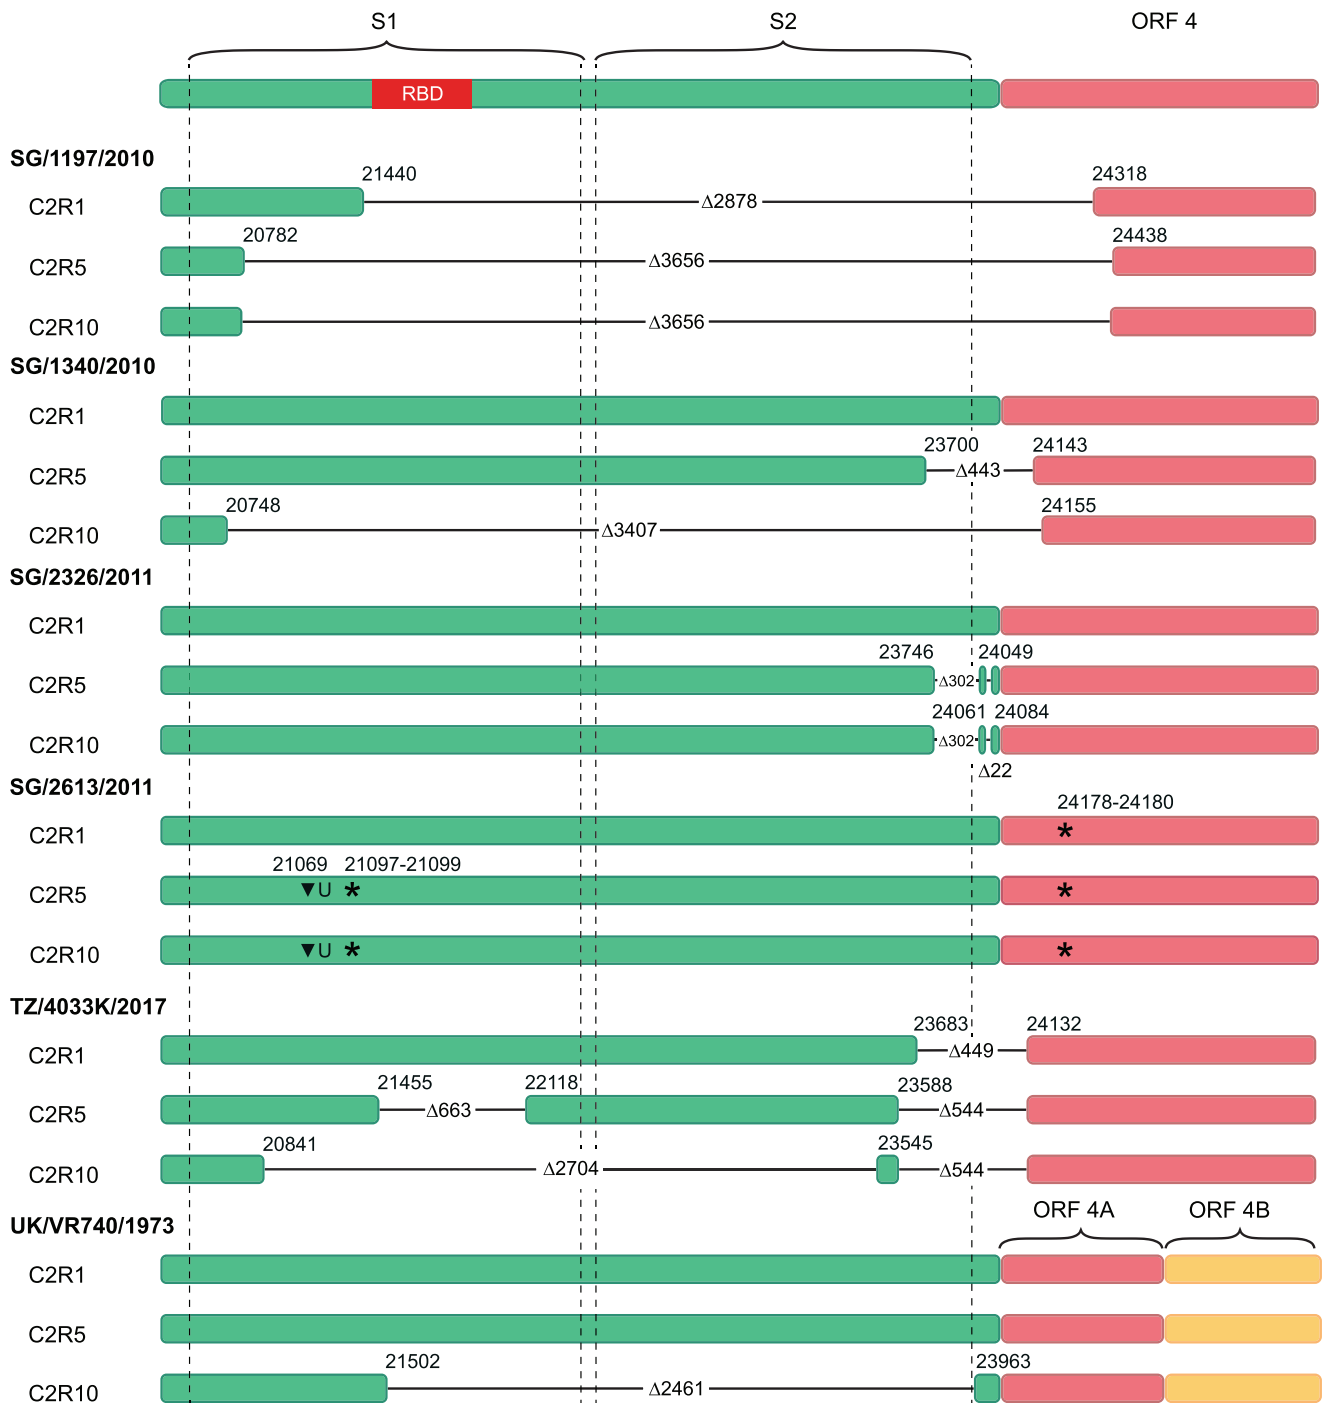 S1 S2 ORF 4
RBD
SG/1197/2010
21440 24318
C2R1 Δ2878
20782 24438
C2R5 Δ3656
C2R10 Δ3656
SG/1340/2010
C2R1
23700 24143
C2R5 Δ443
20748 24155
C2R10 Δ3407
SG/2326/2011
C2R1
23746 24049
C2R5 Δ302
24061 24084
C2R10 Δ302
Δ22
SG/2613/2011
24178-24180
C2R1 *
21069 21097-21099
C2R5 ▼U * *
C2R10 ▼U * *
TZ/4033K/2017
23683 24132
C2R1 Δ449
21455 22118 23588
C2R5 Δ663 Δ544
20841 23545
C2R10 Δ2704 Δ544
ORF 4A ORF 4B
UK/VR740/1973
C2R1
C2R5
21502 23963
C2R10 Δ2461